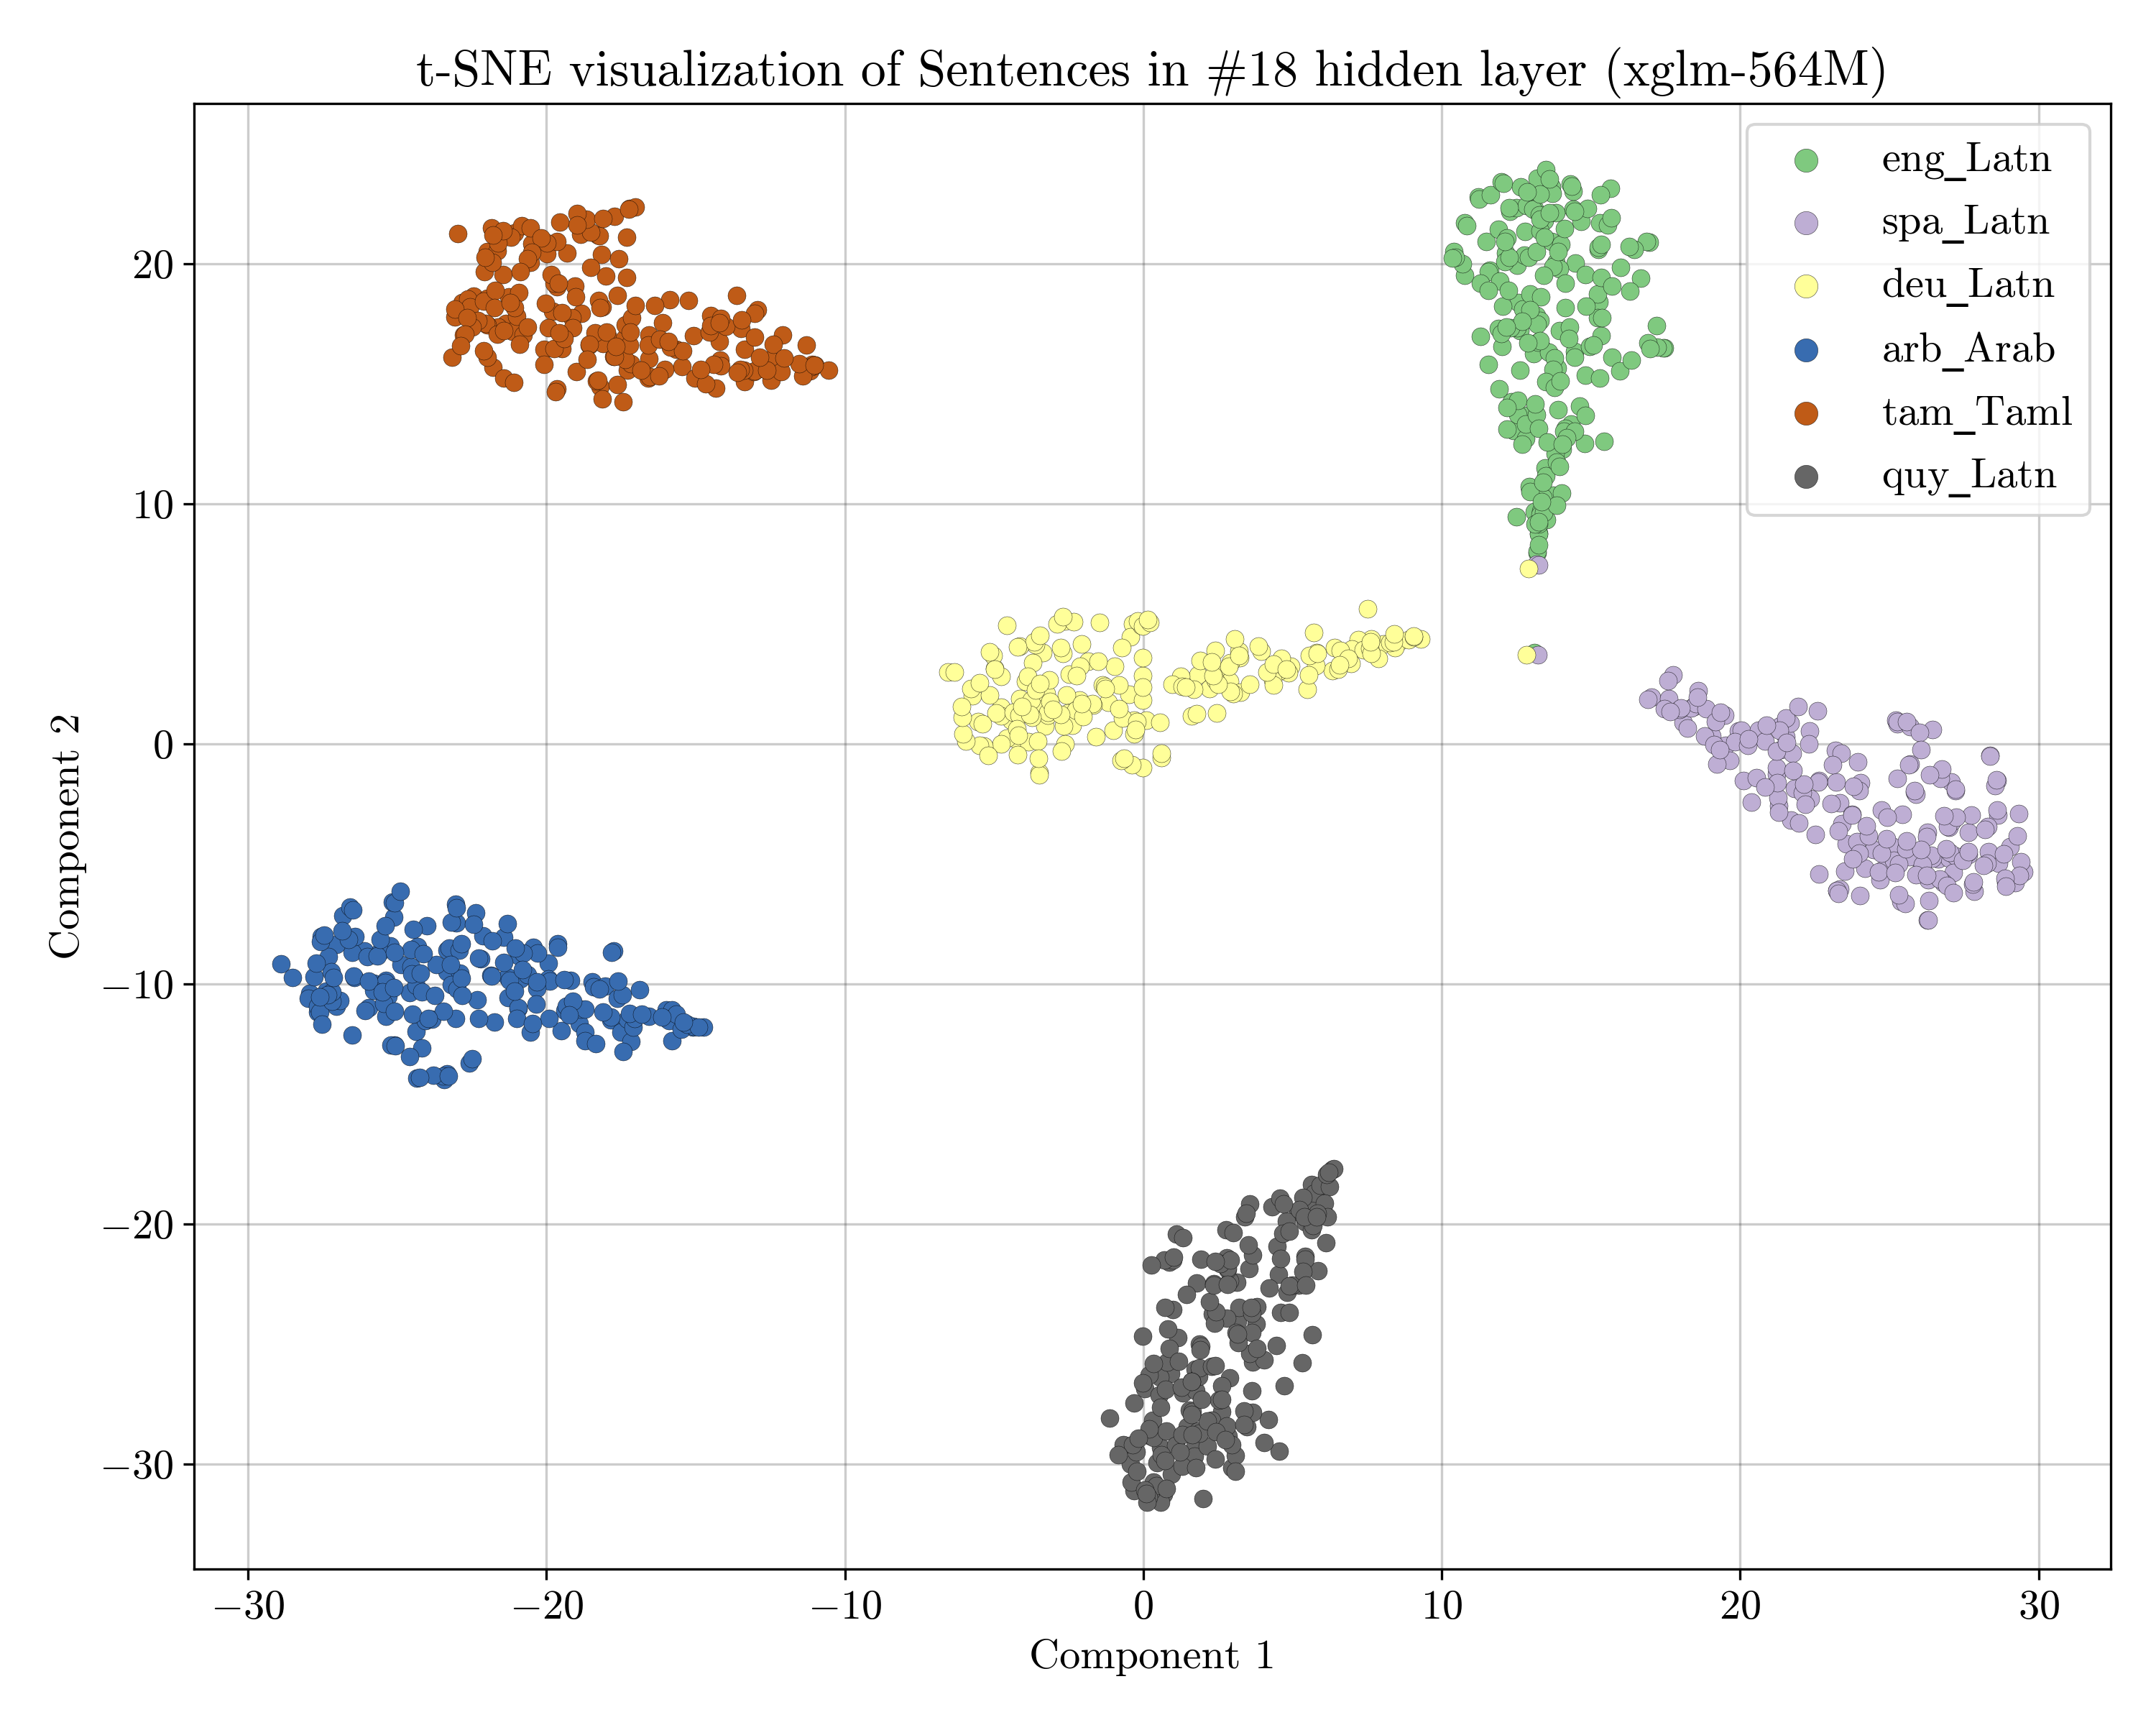 t-SNE visualization of Sentences in #18 hidden layer (xglm-564M)
eng_Latn
spa_Latn
deu_Latn
arb_Arab
tam_Taml
quy_Latn
20
10
0
−10
−20
−30
Component 2
−30 −20 −10 0 10 20 30
Component 1